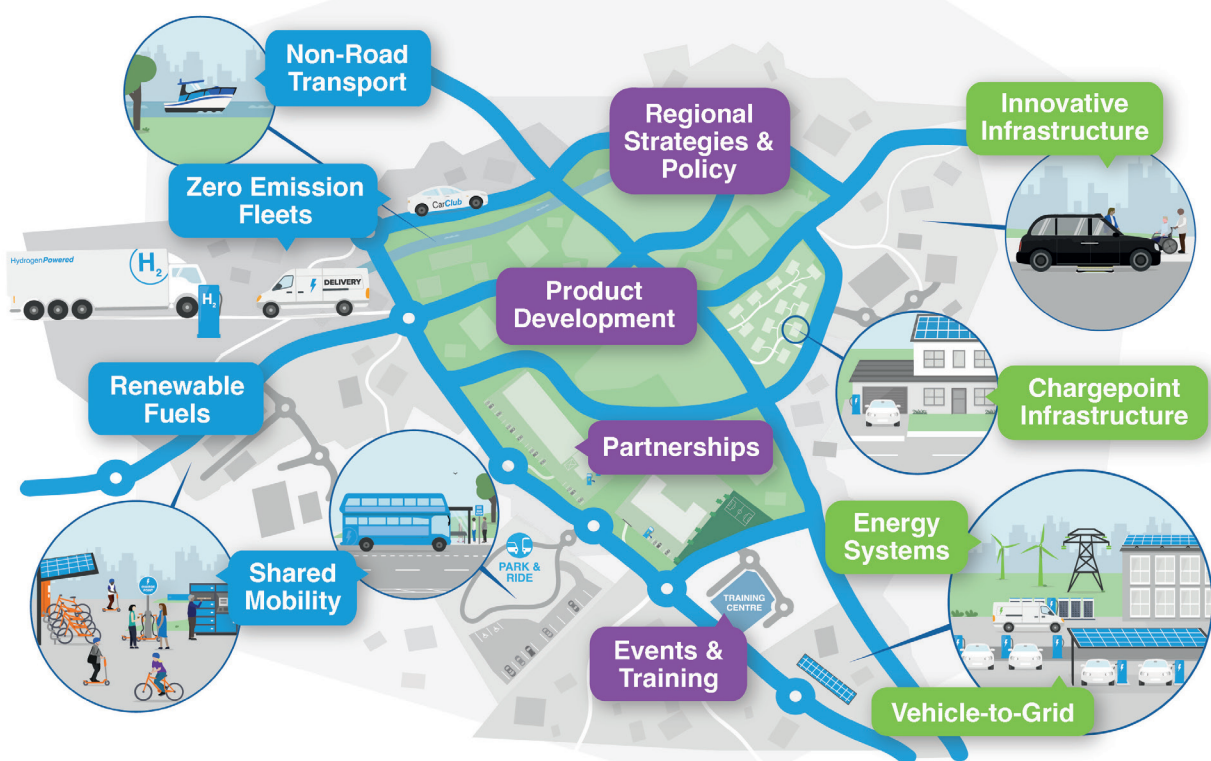 Non-Road
Transport
Regional
Strategies &
Policy
Innovative
Infrastructure
Zero Emission
Fleets
CarClub
HydrogenPowered
H2
H2
DELIVERY
Product
Development
Renewable
Fuels
Chargepoint
Infrastructure
Partnerships
Energy
Systems
PARK &
RIDE
Shared
Mobility
TRAINING
CENTRE
Events &
Training
Vehicle-to-Grid